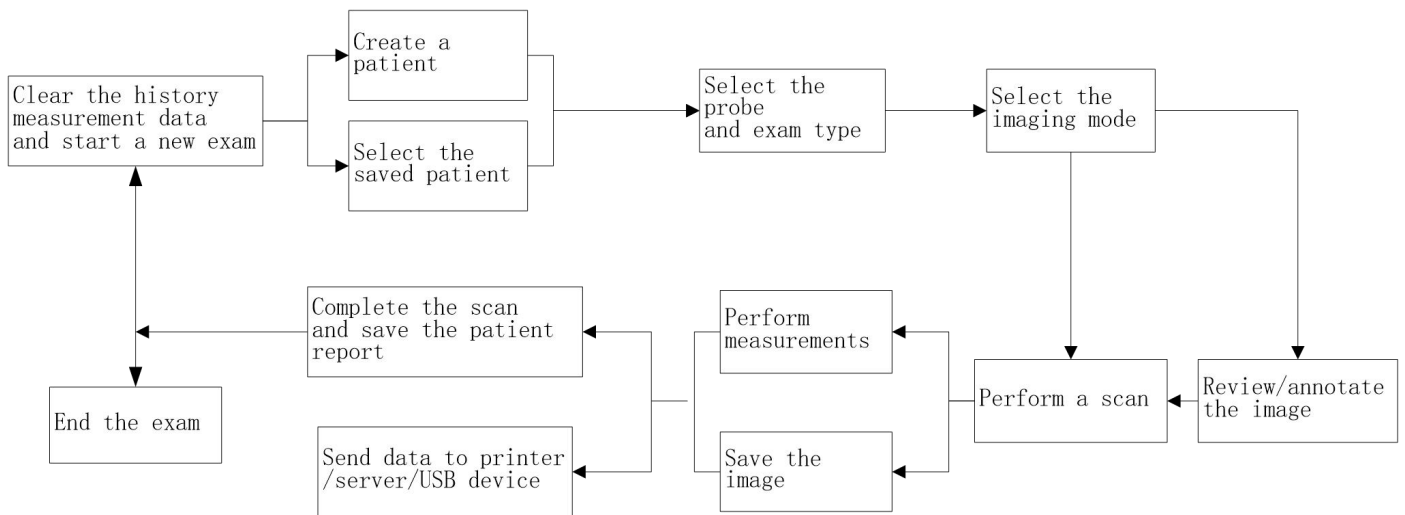 Clear the history
measurement data
and start a new exam
Create a
patient
Select the
saved patient
Select the
probe
and exam type
Select the
imaging mode
Review/annotate
the image
Perform a scan
Perform
measurements
Save the
image
Complete the scan
and save the patient
report
Send data to printer
/server/USB device
End the exam